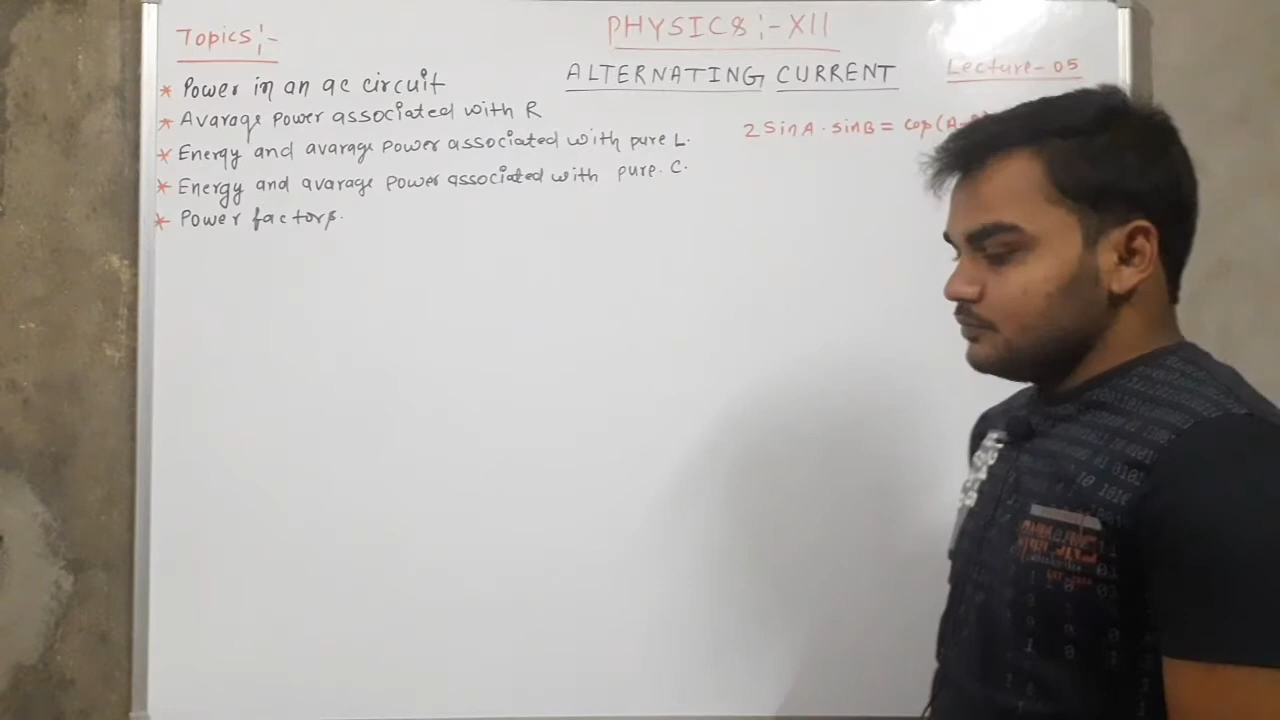 Topics:-
PHYSICS:- XII
ALTERNATING CURRENT
Lecture-05
* Power in an ac circuit
* Avarage power associated with R
* Energy and avarage power associated with pure L.
* Energy and avarage power associated with pure. C.
* Power factors.
2 SinA . sinB = cos(A-B)